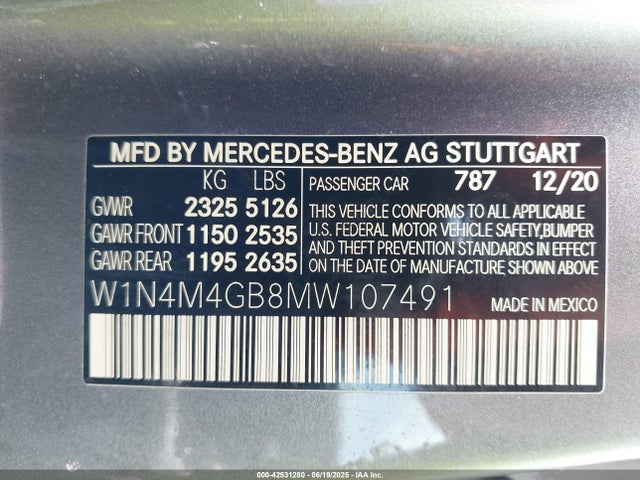 MFD BY MERCEDES-BENZ AG STUTTGART
KG LBS
GVWR 2325 5126
GAWR FRONT 1150 2535
GAWR REAR 1195 2635
PASSENGER CAR 787 12/20
THIS VEHICLE CONFORMS TO ALL APPLICABLE
U.S. FEDERAL MOTOR VEHICLE SAFETY,BUMPER
AND THEFT PREVENTION STANDARDS IN EFFECT
ON THE DATE OF MANUFACTURE SHOWN ABOVE
W1N4M4GB8MW107491
MADE IN MEXICO
000-42531280 - 06/19/2025 - IAAI.COM